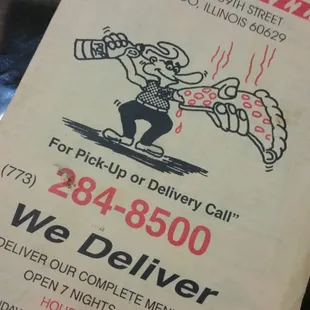 9TH STREET
O, ILLINOIS 60629
For Pick-Up or Delivery Call"
(773)
284-8500
We Deliver
DELIVER OUR COMPLETE MEN
OPEN 7 NIGHTS
HOU